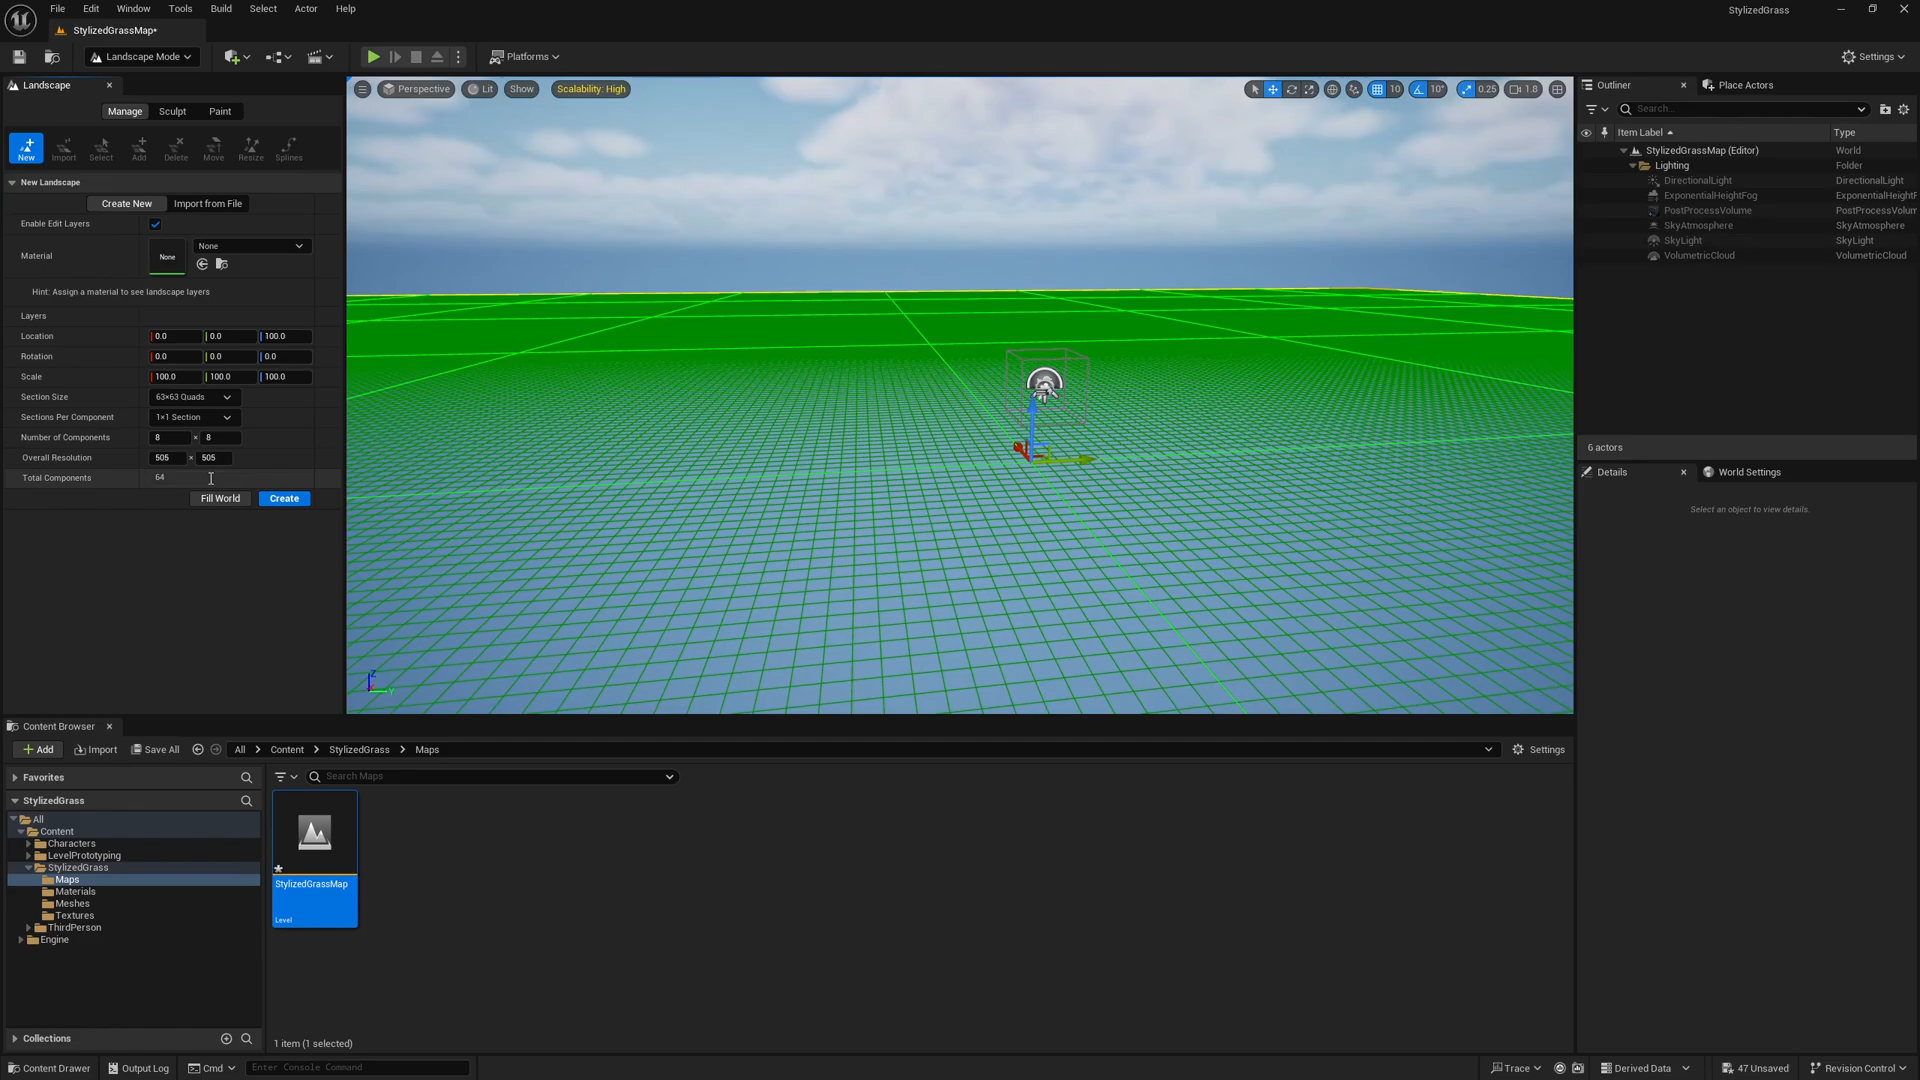 File Edit Window Tools Build Select Actor Help
StylizedGrass
StylizedGrassMap•
Landscape Mode
Platforms
Settings
Landscape
Manage Sculpt Paint
New Import Select Add Delete Move Resize Splines
New Landscape
Create New Import from File
Enable Edit Layers
Material None None
Hint: Assign a material to see landscape layers
Layers
Location 0.0 0.0 100.0
Rotation 0.0 0.0 0.0
Scale 100.0 100.0 100.0
Section Size 63×63 Quads
Sections Per Component 1×1 Section
Number of Components 8 × 8
Overall Resolution 505 × 505
Total Components 64
Fill World Create
Perspective Lit Show Scalability: High
10 10° 0.25 1.8
Z
Y
Outliner Place Actors
Search...
Item Label Type
StylizedGrassMap (Editor) World
Lighting Folder
DirectionalLight DirectionalLight
ExponentialHeightFog ExponentialHeightF
PostProcessVolume PostProcessVolum
SkyAtmosphere SkyAtmosphere
SkyLight SkyLight
VolumetricCloud VolumetricCloud
6 actors
Details World Settings
Select an object to view details.
Content Browser
Add Import Save All All > Content > StylizedGrass > Maps Settings
Favorites
Search Maps
StylizedGrass
All
Content
Characters
LevelPrototyping
StylizedGrass
Maps
Materials
Meshes
Textures
ThirdPerson
Engine
StylizedGrassMap
Level
Collections
1 item (1 selected)
Content Drawer Output Log Cmd Enter Console Command Trace Derived Data 47 Unsaved Revision Control